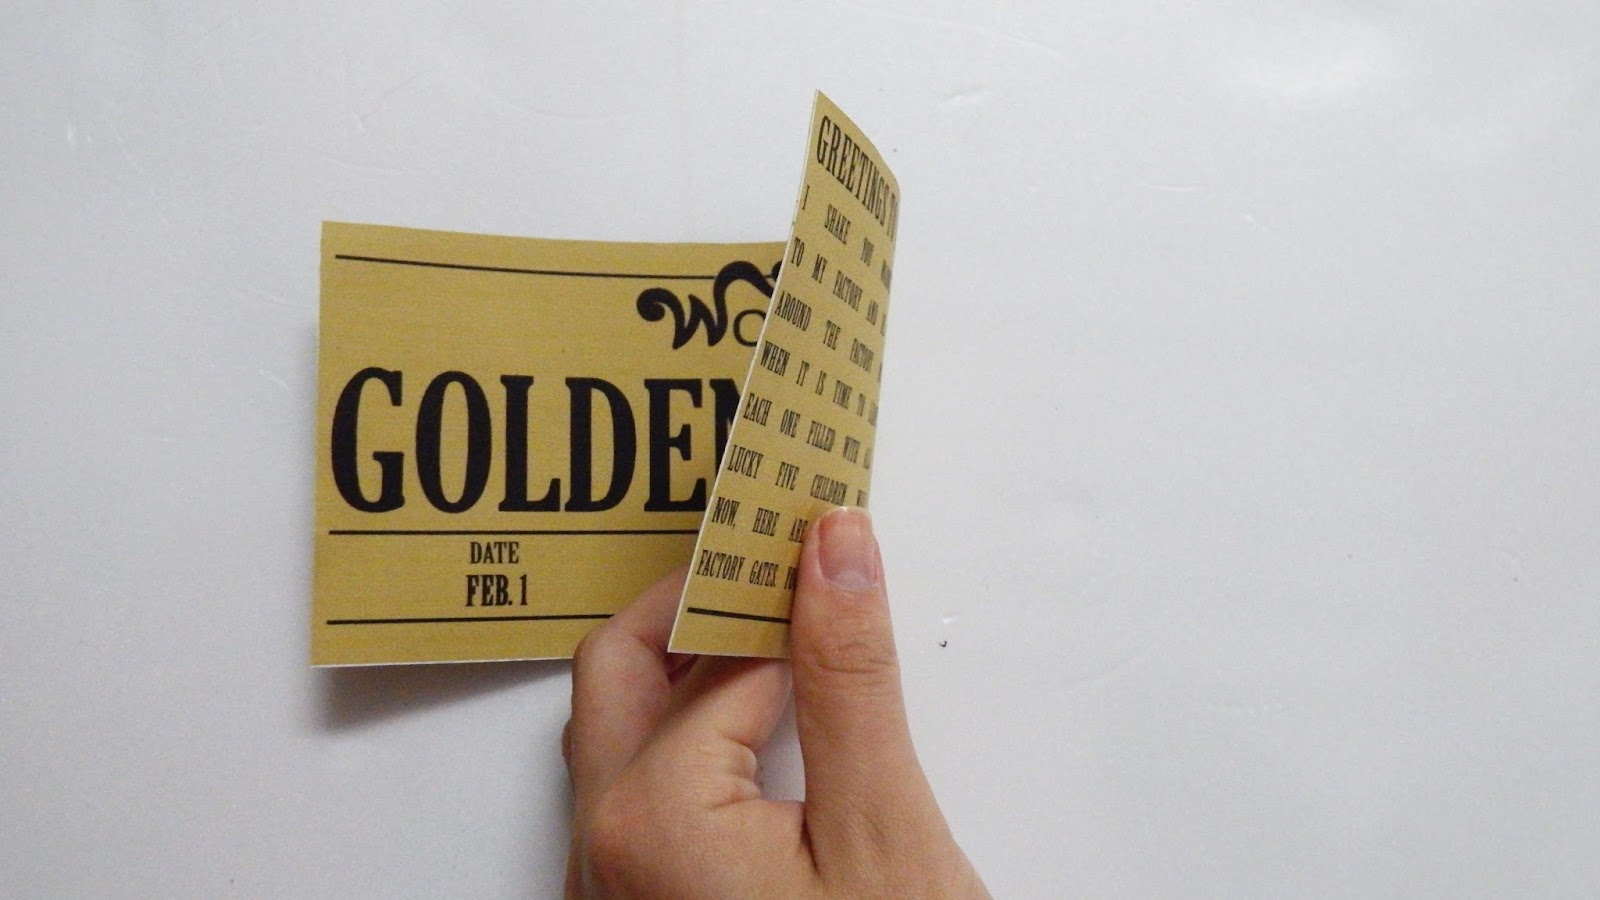 GOLDEN
DATE
FEB. 1
GREETINGS TO
I SHAKE YOU
TO MY FACTORY AND
AROUND THE FACTORY
WHEN IT IS TIME TO
EACH ONE FILLED WITH
LUCKY FIVE CHILDREN
NOW, HERE ARE
FACTORY GATES.